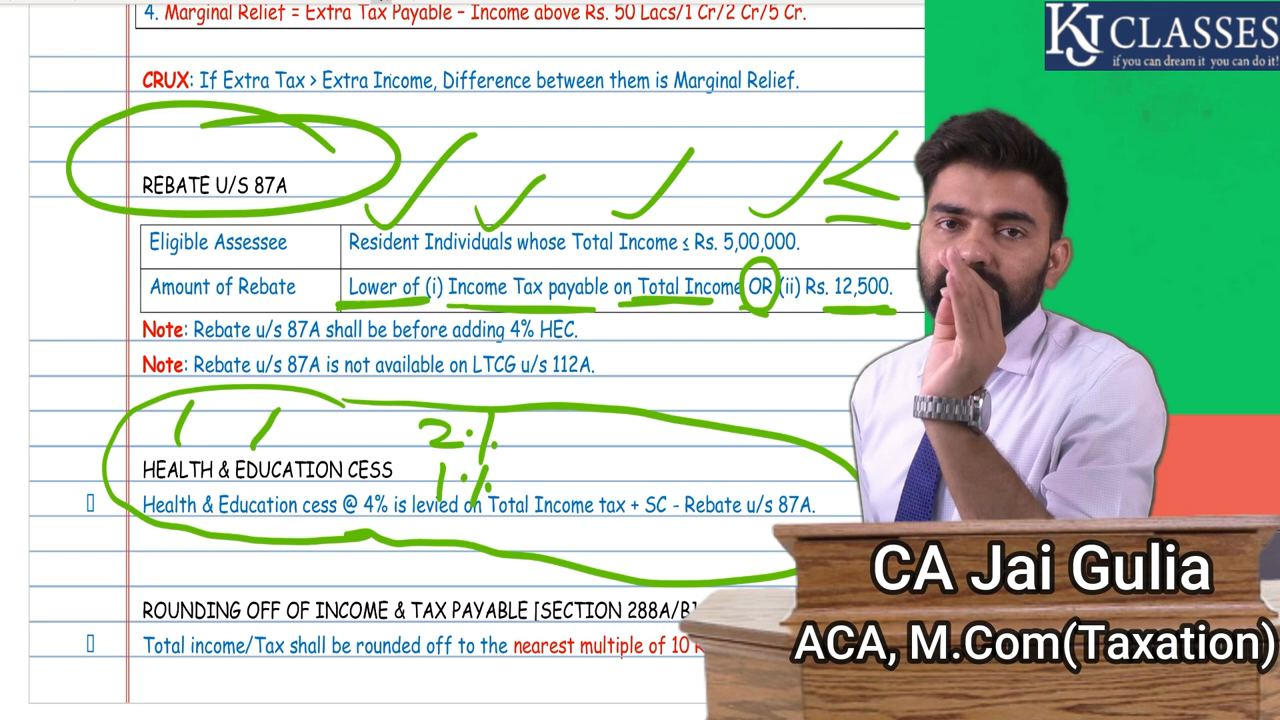 4. Marginal Relief = Extra Tax Payable – Income above Rs. 50 Lacs/1 Cr/2 Cr/5 Cr.
KJ CLASSES
if you can dream it you can do it!
CRUX: If Extra Tax > Extra Income, Difference between them is Marginal Relief.
REBATE U/S 87A
Eligible Assessee Resident Individuals whose Total Income ≤ Rs. 5,00,000.
Amount of Rebate Lower of (i) Income Tax payable on Total Income OR (ii) Rs. 12,500.
Note: Rebate u/s 87A shall be before adding 4% HEC.
Note: Rebate u/s 87A is not available on LTCG u/s 112A.
2%
HEALTH & EDUCATION CESS
1%
Health & Education cess @ 4% is levied on Total Income tax + SC - Rebate u/s 87A.
ROUNDING OFF OF INCOME & TAX PAYABLE [SECTION 288A/B]
Total income/Tax shall be rounded off to the nearest multiple of 10
CA Jai Gulia
ACA, M.Com(Taxation)